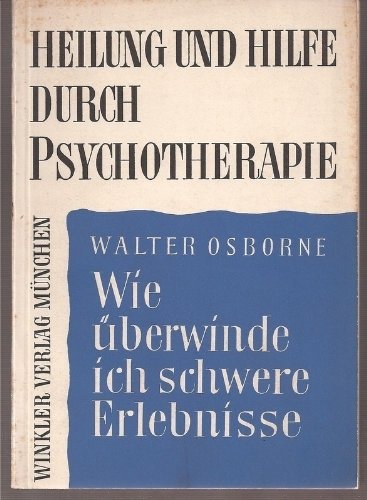 HEILUNG UND HILFE
DURCH
PSYCHOTHERAPIE
WALTER OSBORNE
Wie
überwinde
ich schwere
Erlebnisse
WINKLER VERLAG MÜNCHEN